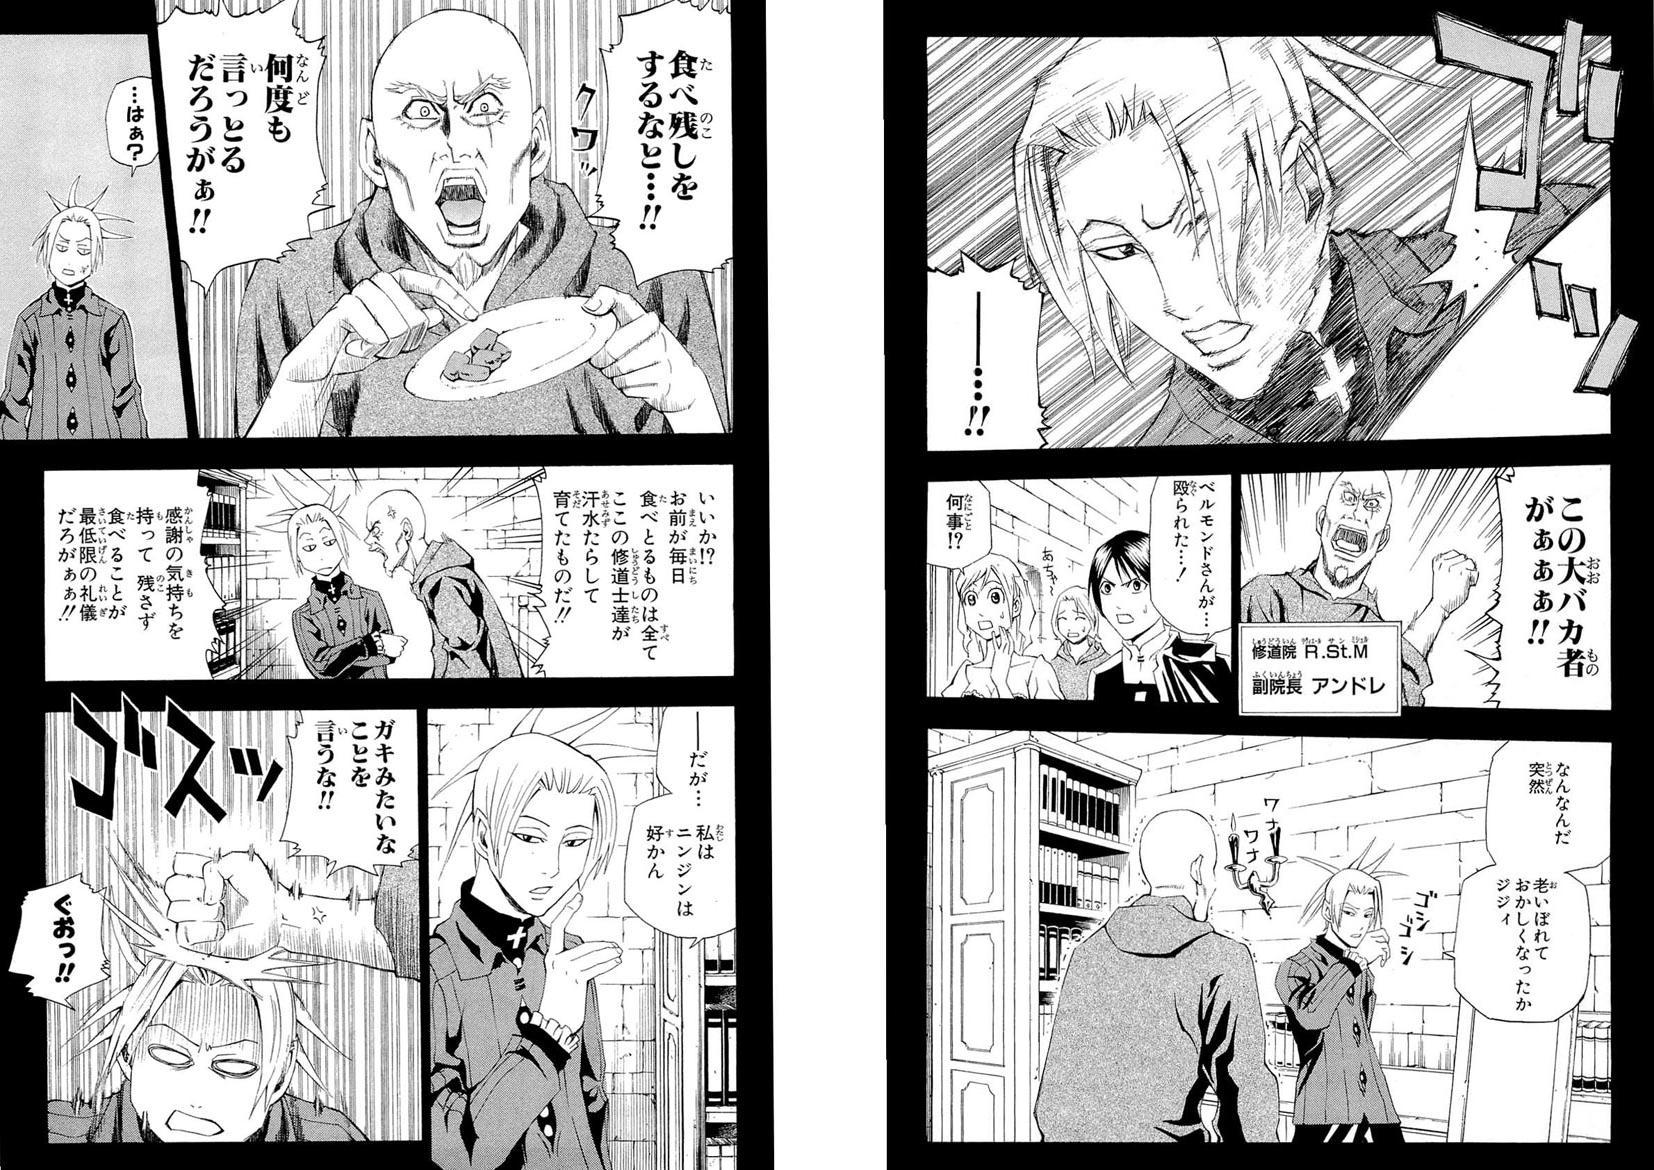 ゴッ
―…‥!!
この大バカ者
がぁぁぁぁ!!
修道院 R.St.M
副院長 アンドレ
ベルモンドさんが…
殴られた…!
あちゃ〜
何事!?
なんなんだ
突然
老いぼれて
おかしくなったか
ジジィ
ワナ
ワナ
ゴシ
ゴシ
食べ残しを
するなと…!!
クワッ
何度も
言っとる
だろうがぁ!!
…はぁ?
いいか!?
お前が毎日
食べとるものは全て
ここの修道士達が
汗水たらして
育てたものだ!!
感謝の気持ちを
持って 残さず
食べることが
最低限の礼儀
だろがぁぁ!!
―だが…
私は
ニンジンは
好かん
ガキみたいな
ことを
言うな!!
ゴスッ
ぐおっ!!